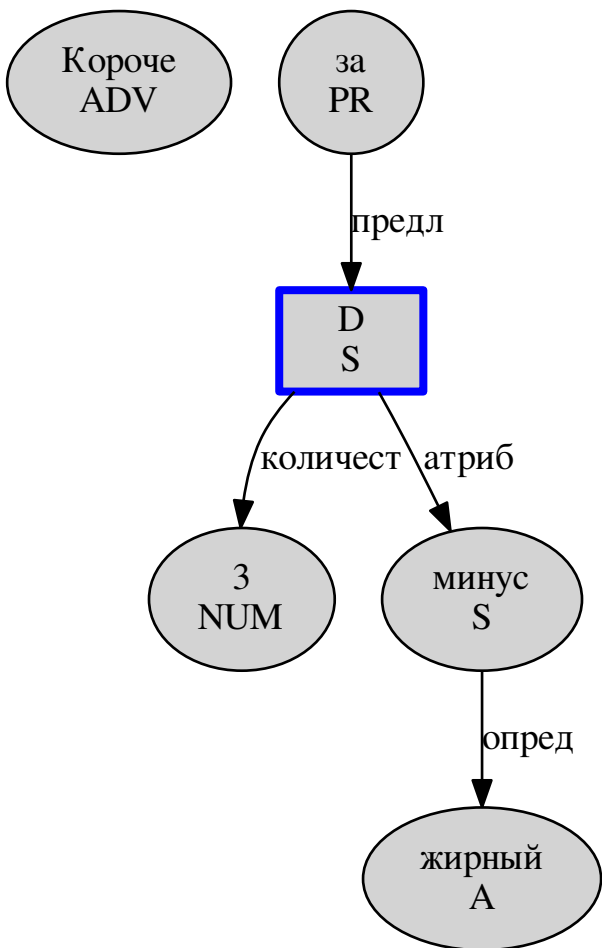 Короче
ADV
за
PR
предл
D
S
количест
атриб
3
NUM
минус
S
опред
жирный
A